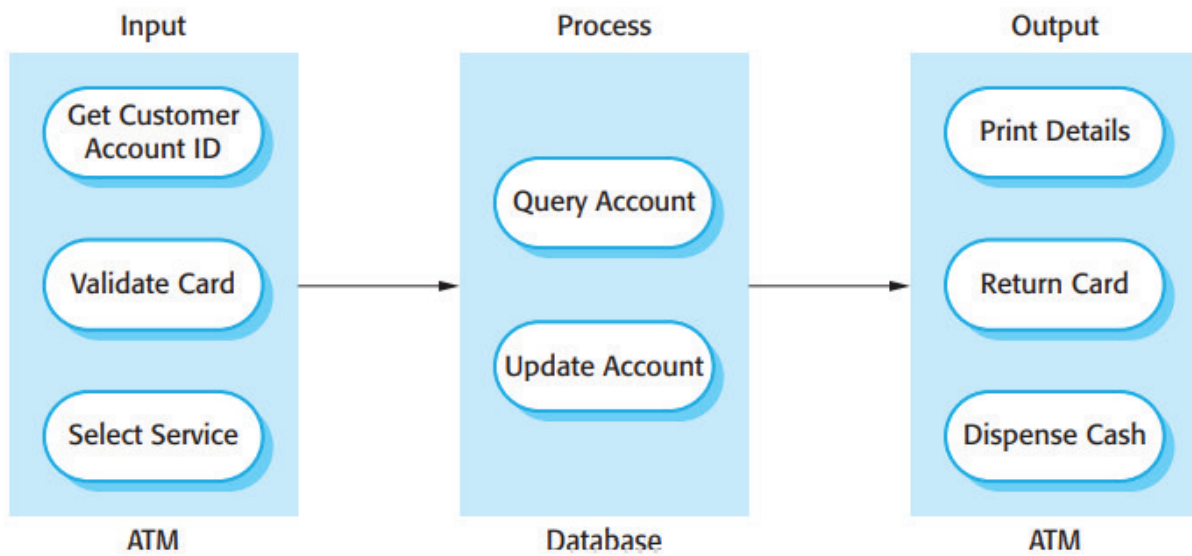 Input
Get Customer
Account ID
Validate Card
Select Service
ATM
Process
Query Account
Update Account
Database
Output
Print Details
Return Card
Dispense Cash
ATM